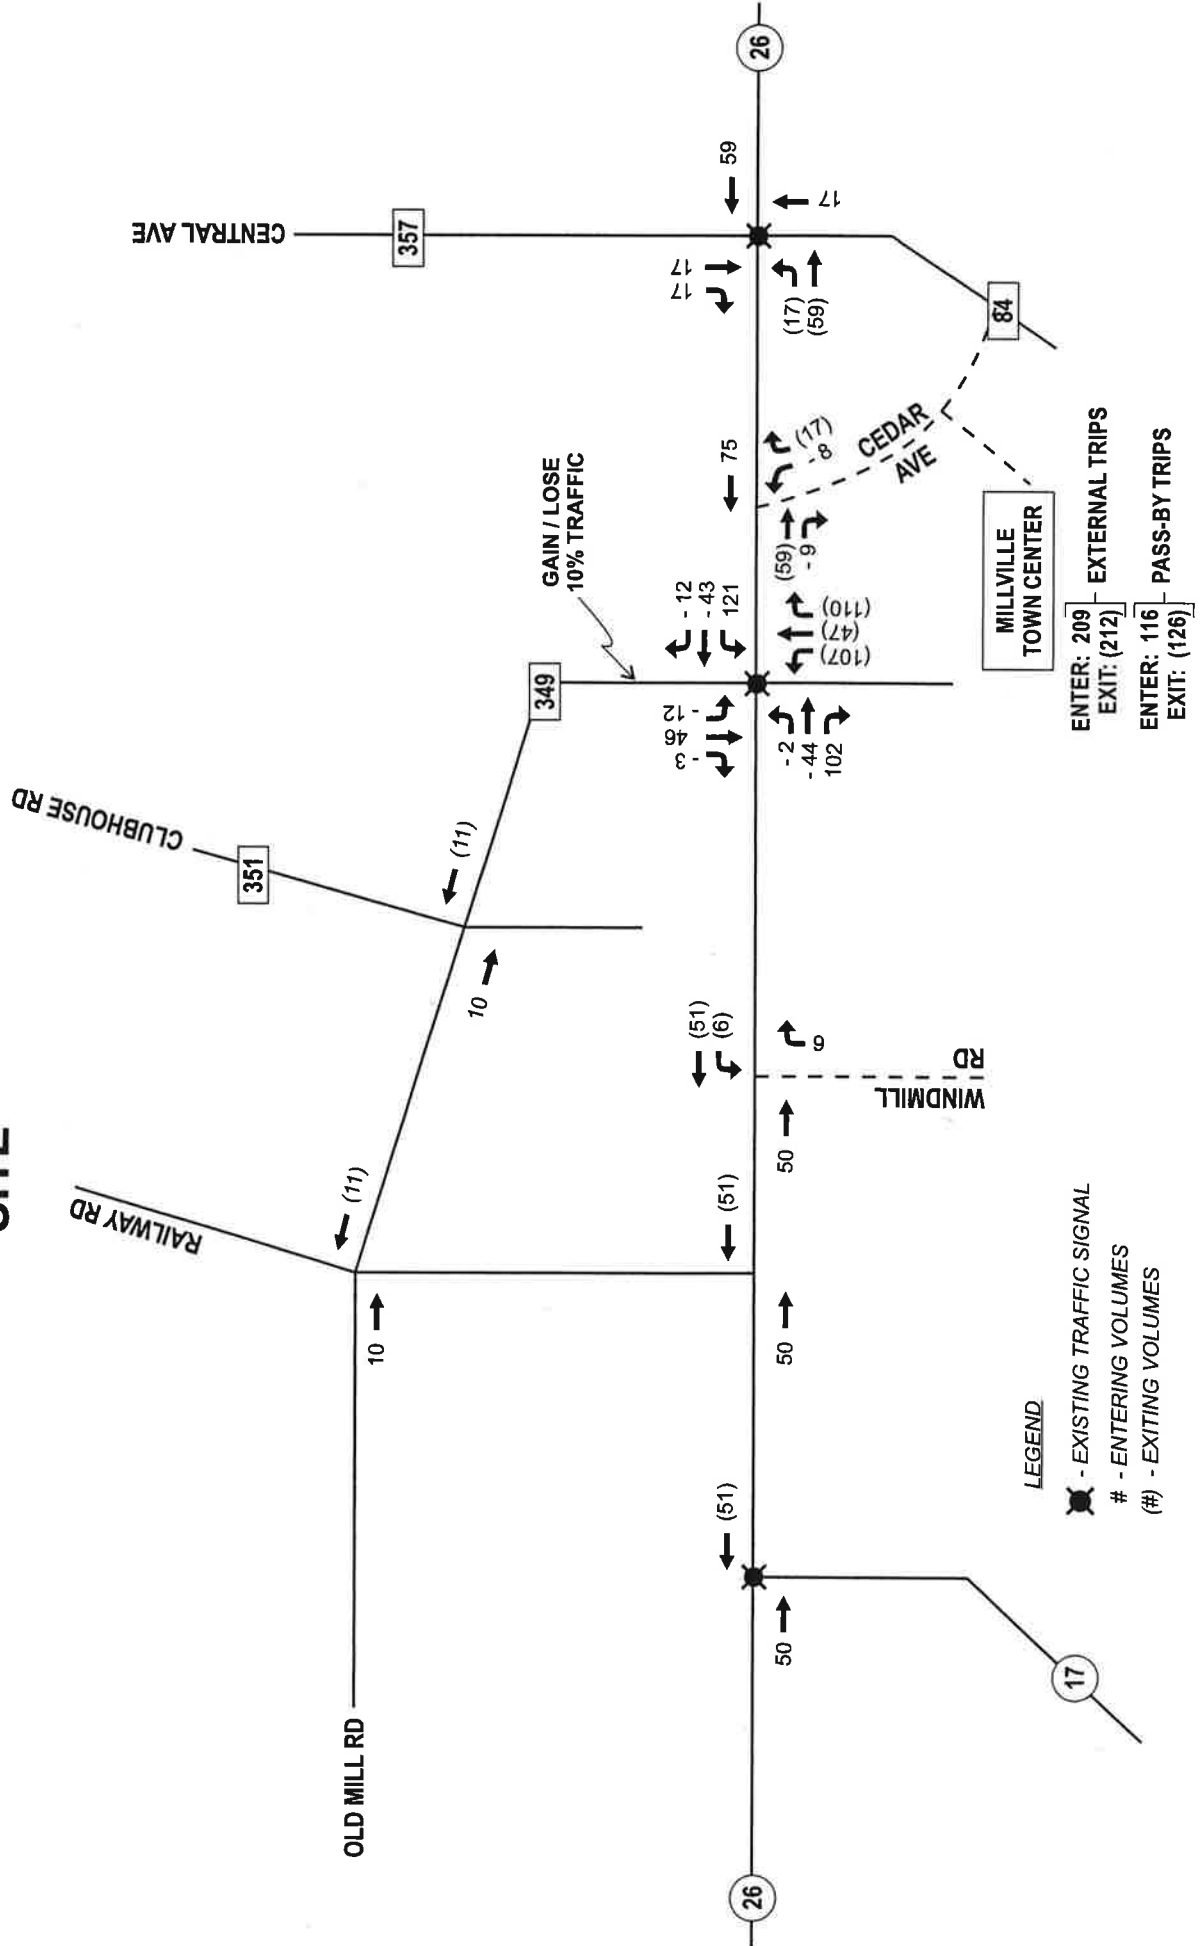 26
CENTRAL AVE
357
59
17
17
17
(17)
(59)
84
GAIN / LOSE
10% TRAFFIC
75
(17)
- 8
CEDAR
AVE
(59)
- 9
349
- 12
- 43
121
(110)
(47)
(107)
- 12
46
- 3
- 2
- 44
102
MILLVILLE
TOWN CENTER
ENTER: 209
EXIT: (212)
EXTERNAL TRIPS
ENTER: 116
EXIT: (126)
PASS-BY TRIPS
CLUBHOUSE RD
351
(11)
10
(51)
(6)
6
WINDMILL
RD
50
RAILWAY RD
(11)
10
(51)
50
OLD MILL RD
(51)
50
17
26
LEGEND
- EXISTING TRAFFIC SIGNAL
# - ENTERING VOLUMES
(#) - EXITING VOLUMES